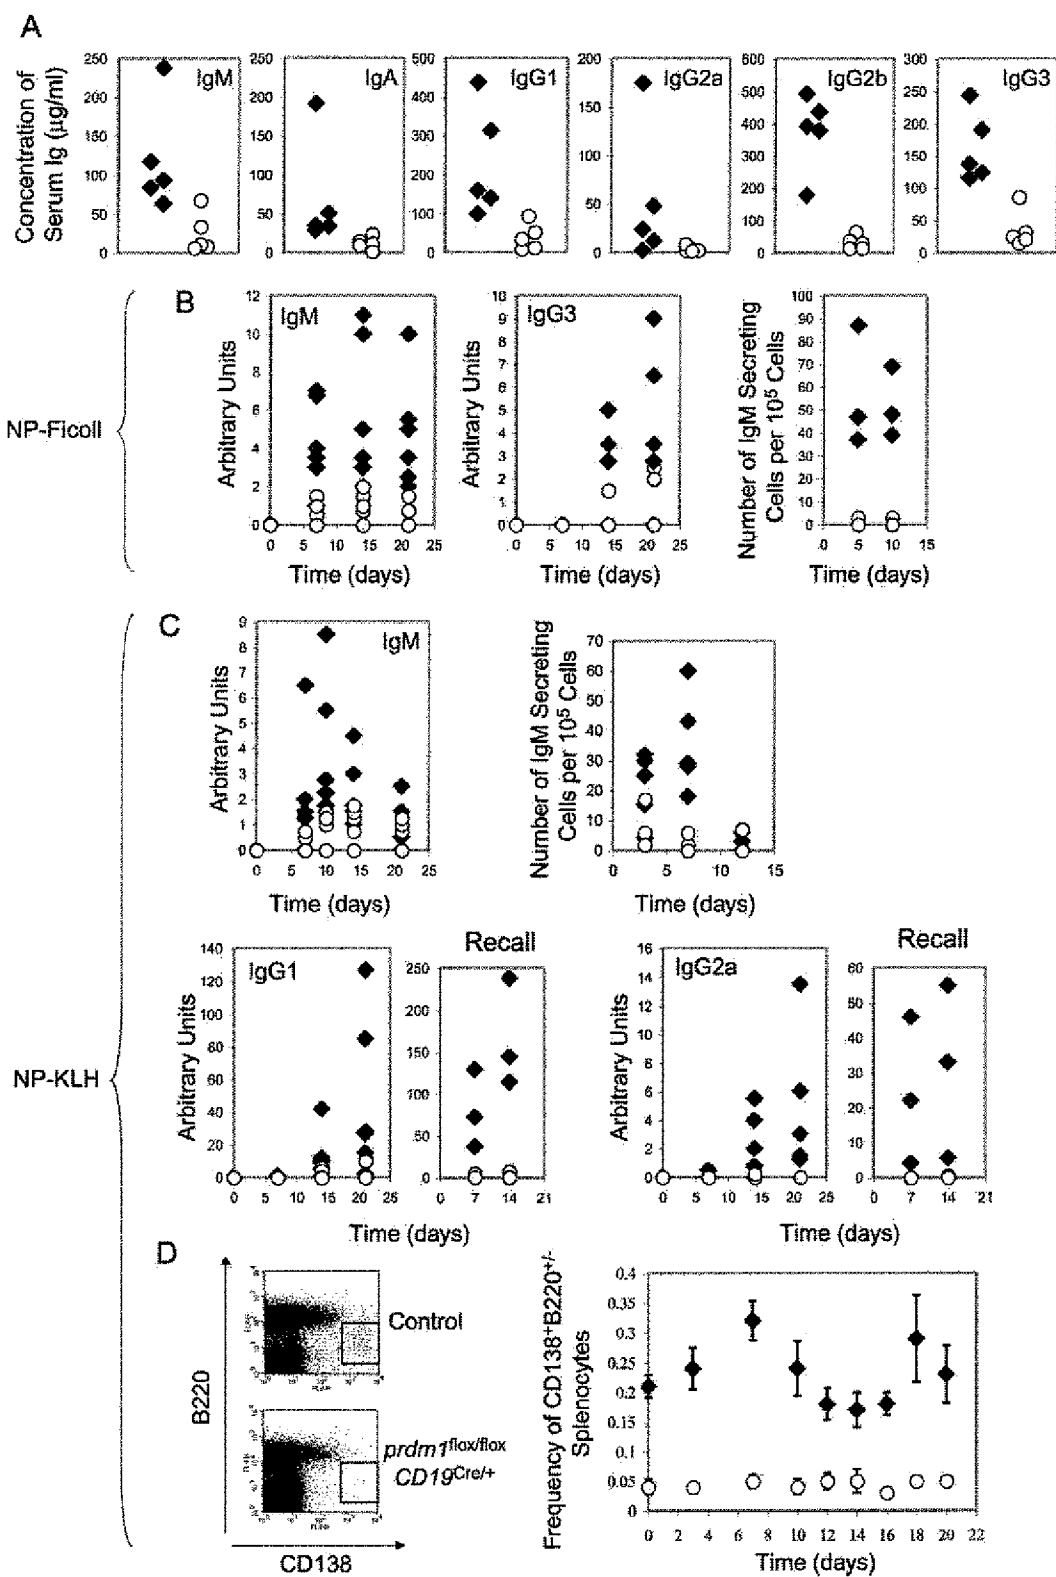 A
Concentration of
Serum Ig (µg/ml)
250
200
150
100
50
0
IgM
250
200
150
100
50
0
IgA
500
400
300
200
100
0
IgG1
200
150
100
50
0
IgG2a
600
500
400
300
200
100
0
IgG2b
300
250
200
150
100
50
0
IgG3
NP-Ficoll
B
Arbitrary Units
12
10
8
6
4
2
0
IgM
0 5 10 15 20 25
Time (days)
Arbitrary Units
10
9
8
7
6
5
4
3
2
1
0
IgG3
0 5 10 15 20 25
Time (days)
Number of IgM Secreting
Cells per 10⁵ Cells
100
90
80
70
60
50
40
30
20
10
0
0 5 10 15
Time (days)
NP-KLH
C
Arbitrary Units
9
8
7
6
5
4
3
2
1
0
IgM
0 5 10 15 20 25
Time (days)
Number of IgM Secreting
Cells per 10⁵ Cells
70
60
50
40
30
20
10
0
0 5 10 15
Time (days)
Arbitrary Units
140
120
100
80
60
40
20
0
IgG1
0 5 10 15 20 25
Recall
250
200
150
100
50
0
0 7 14 21
Time (days)
Arbitrary Units
16
14
12
10
8
6
4
2
0
IgG2a
0 5 10 15 20 25
Recall
60
50
40
30
20
10
0
0 7 14 21
Time (days)
D
B220
Control
prdm1flox/flox
CD19Cre/+
CD138
Frequency of CD138⁺B220⁺/⁻
Splenocytes
0.4
0.35
0.3
0.25
0.2
0.15
0.1
0.05
0
0 2 4 6 8 10 12 14 16 18 20 22
Time (days)